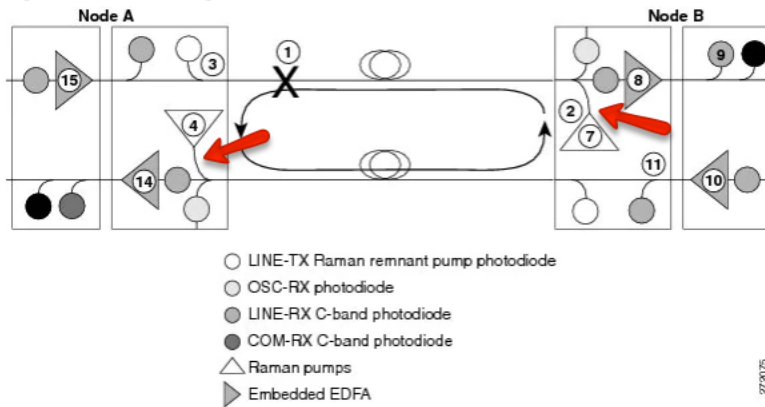 Node A
Node B
1
15
3
8
9
4
2
7
14
11
10
LINE-TX Raman remnant pump photodiode
OSC-RX photodiode
LINE-RX C-band photodiode
COM-RX C-band photodiode
Raman pumps
Embedded EDFA
272075